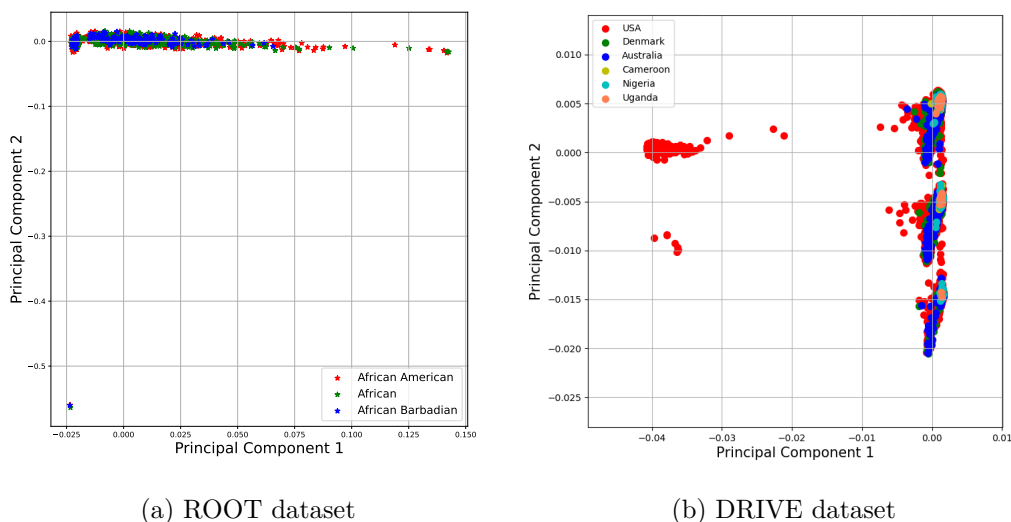 0.0
−0.1
−0.2
−0.3
−0.4
−0.5
Principal Component 2
African American
African
African Barbadian
−0.025 0.000 0.025 0.050 0.075 0.100 0.125 0.150
Principal Component 1
(a) ROOT dataset
USA
Denmark
Australia
Cameroon
Nigeria
Uganda
0.010
0.005
0.000
−0.005
−0.010
−0.015
−0.020
−0.025
Principal Component 2
−0.04 −0.03 −0.02 −0.01 0.00 0.01
Principal Component 1
(b) DRIVE dataset